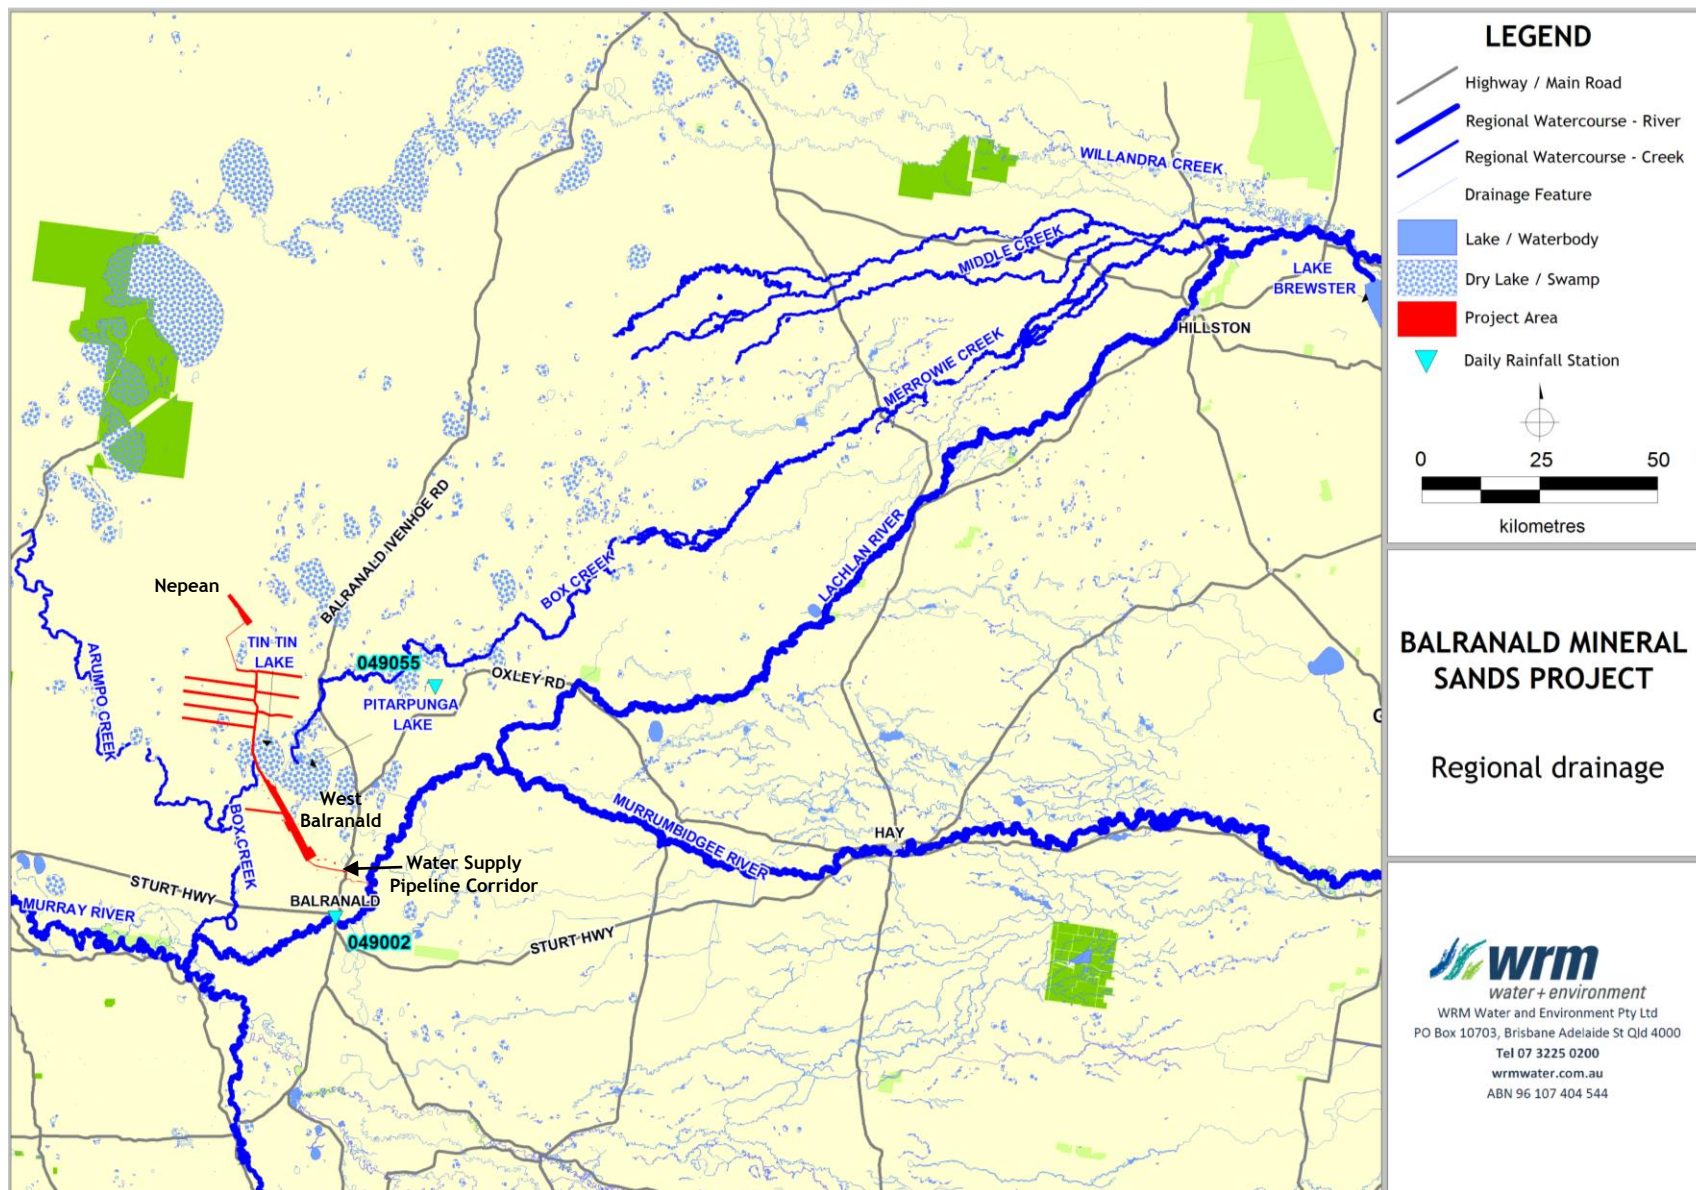 WILLANDRA CREEK
MIDDLE CREEK
LAKE
BREWSTER
HILLSTON
MERROWIE CREEK
BALRANALD IVENHOE RD
LACHLAN RIVER
BOX CREEK
Nepean
TIN TIN
LAKE
ARUMPO CREEK
049055
OXLEY RD
PITARPUNGA
LAKE
G
West
Balranald
BOX CREEK
MURRUMBIDGEE RIVER
HAY
Water Supply
Pipeline Corridor
STURT HWY
BALRANALD
MURRAY RIVER
049002
STURT HWY
LEGEND
Highway / Main Road
Regional Watercourse - River
Regional Watercourse - Creek
Drainage Feature
Lake / Waterbody
Dry Lake / Swamp
Project Area
Daily Rainfall Station
0 25 50
kilometres
BALRANALD MINERAL
SANDS PROJECT
Regional drainage
wrm
water + environment
WRM Water and Environment Pty Ltd
PO Box 10703, Brisbane Adelaide St Qld 4000
Tel 07 3225 0200
wrmwater.com.au
ABN 96 107 404 544